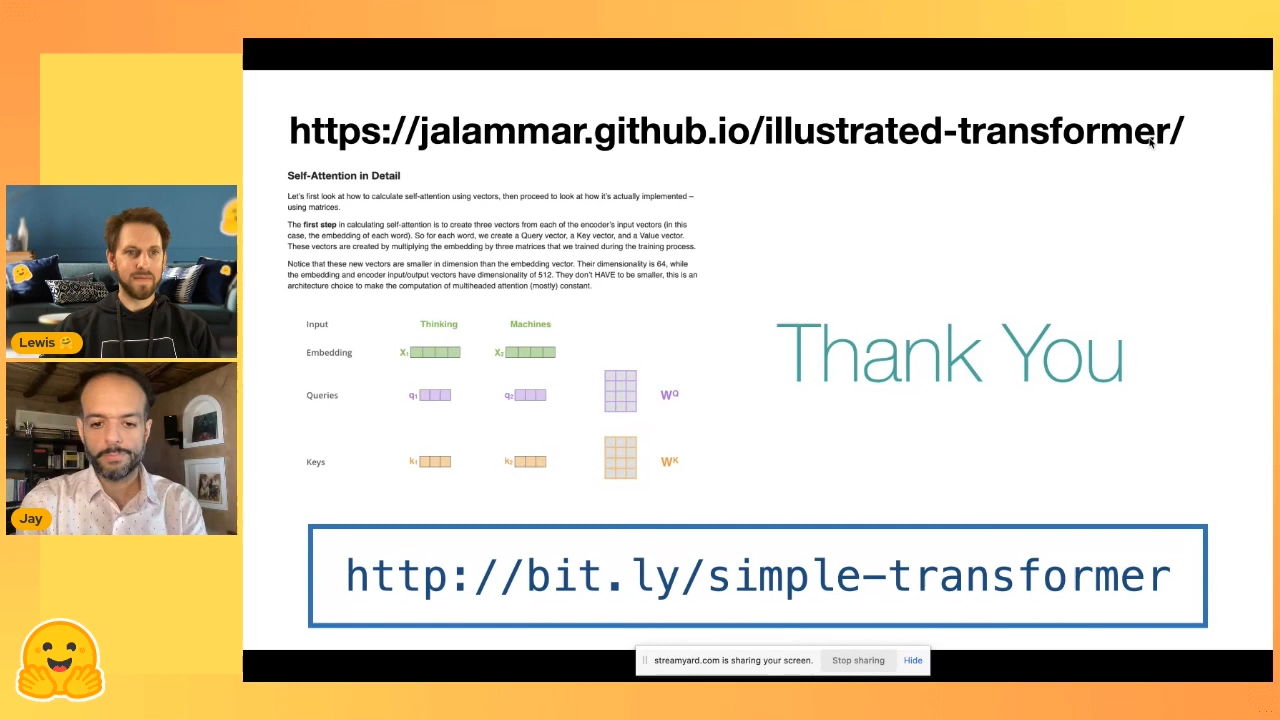 https://jalammar.github.io/illustrated-transformer/
Self-Attention in Detail
Let's first look at how to calculate self-attention using vectors, then proceed to look at how it's actually implemented –
using matrices.
The first step in calculating self-attention is to create three vectors from each of the encoder's input vectors (in this
case, the embedding of each word). So for each word, we create a Query vector, a Key vector, and a Value vector.
These vectors are created by multiplying the embedding by three matrices that we trained during the training process.
Notice that these new vectors are smaller in dimension than the embedding vector. Their dimensionality is 64, while
the embedding and encoder input/output vectors have dimensionality of 512. They don't HAVE to be smaller, this is an
architecture choice to make the computation of multiheaded attention (mostly) constant.
Input Thinking Machines
Embedding X₁ X₂
Queries q₁ q₂ Wᵠ
Keys k₁ k₂ Wᴷ
Thank You
http://bit.ly/simple-transformer
Lewis 🤗
Jay
streamyard.com is sharing your screen. Stop sharing Hide